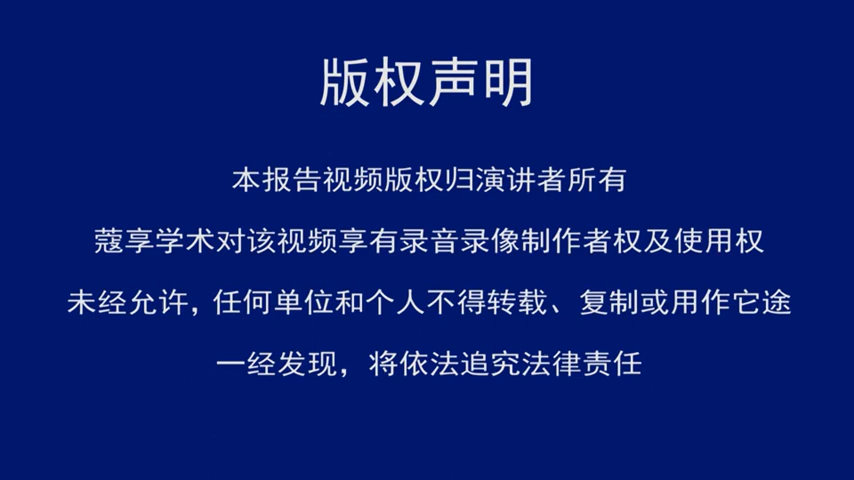 版权声明
本报告视频版权归演讲者所有
蔻享学术对该视频享有录音录像制作者权及使用权
未经允许，任何单位和个人不得转载、复制或用作它途
一经发现，将依法追究法律责任